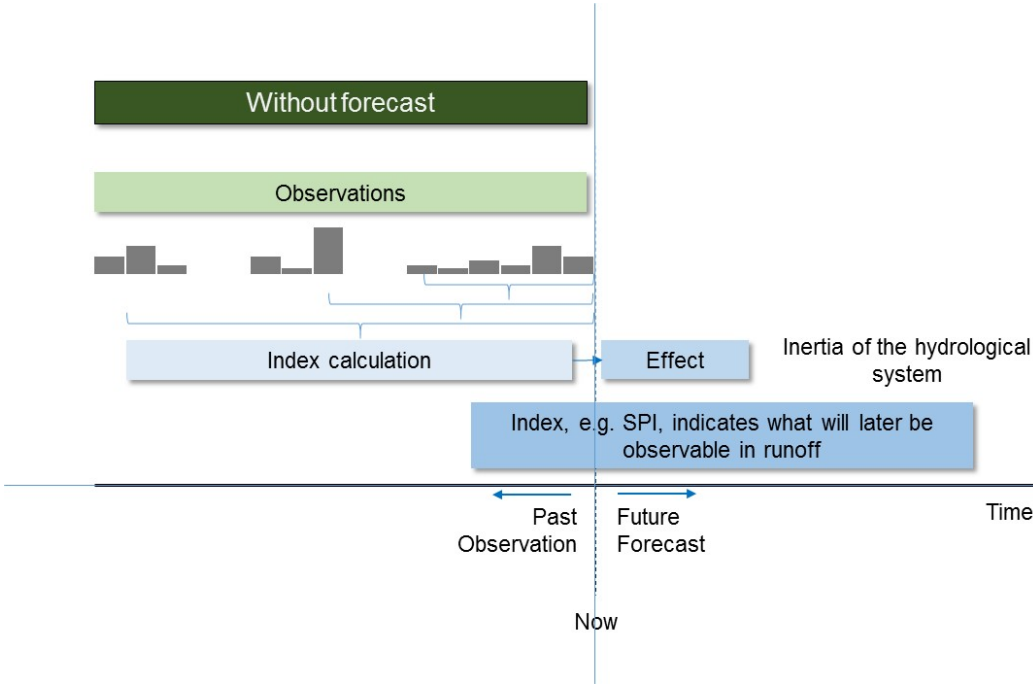 Without forecast
Observations
Index calculation
Effect
Inertia of the hydrological
system
Index, e.g. SPI, indicates what will later be
observable in runoff
Past
Observation
Future
Forecast
Time
Now